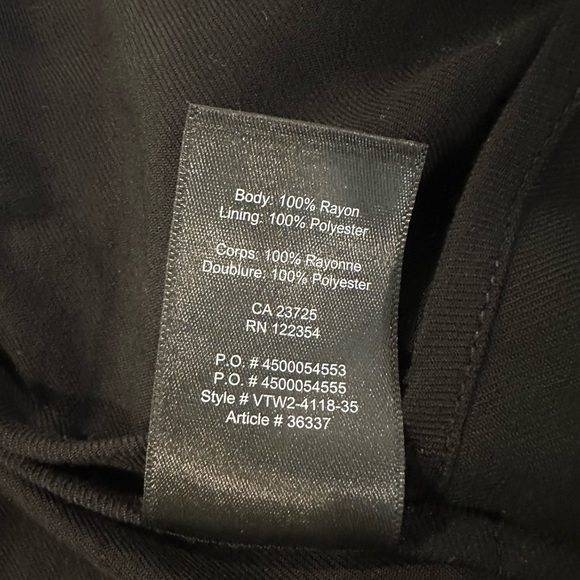 Body: 100% Rayon
Lining: 100% Polyester
Corps: 100% Rayonne
Doublure: 100% Polyester
CA 23725
RN 122354
P.O. # 4500054553
P.O. # 4500054555
Style # VTW2-4118-35
Article # 36337